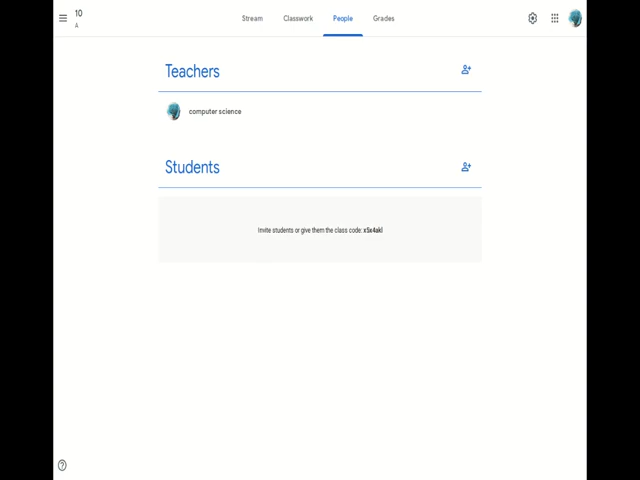 10
A
Stream Classwork People Grades
Teachers
computer science
Students
Invite students or give them the class code: x5x4akl